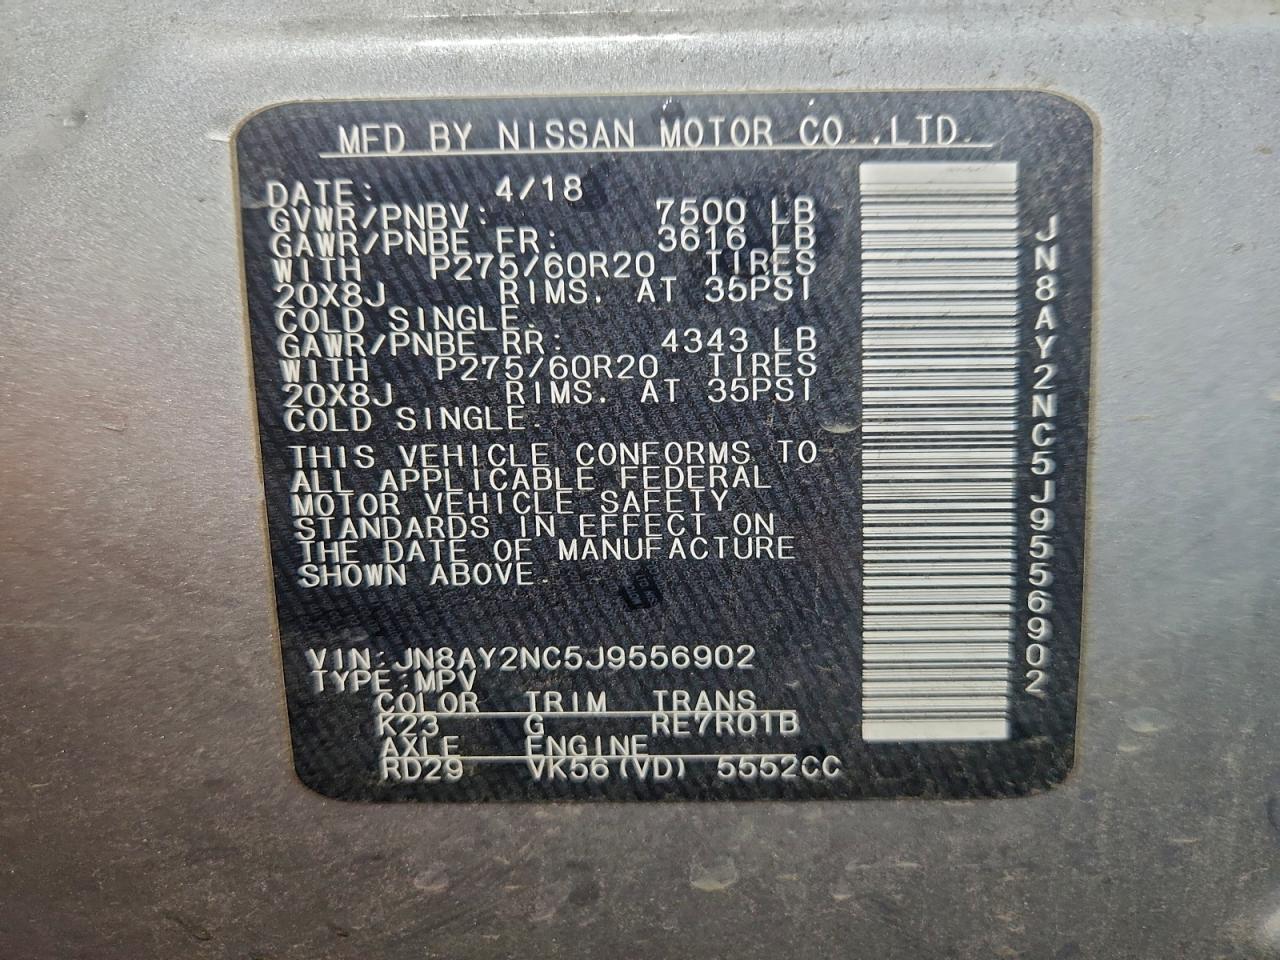 MFD BY NISSAN MOTOR CO.,LTD.
DATE: 4/18
GVWR/PNBV: 7500 LB
GAWR/PNBE FR: 3616 LB
WITH P275/60R20 TIRES
20X8J RIMS. AT 35PSI
COLD SINGLE.
GAWR/PNBE RR: 4343 LB
WITH P275/60R20 TIRES
20X8J RIMS. AT 35PSI
COLD SINGLE.
THIS VEHICLE CONFORMS TO
ALL APPLICABLE FEDERAL
MOTOR VEHICLE SAFETY
STANDARDS IN EFFECT ON
THE DATE OF MANUFACTURE
SHOWN ABOVE.
VIN:JN8AY2NC5J9556902
TYPE:MPV
COLOR TRIM TRANS
K23 G RE7R01B
AXLE ENGINE
RD29 VK56(VD) 5552CC
JN8AY2NC5J9556902